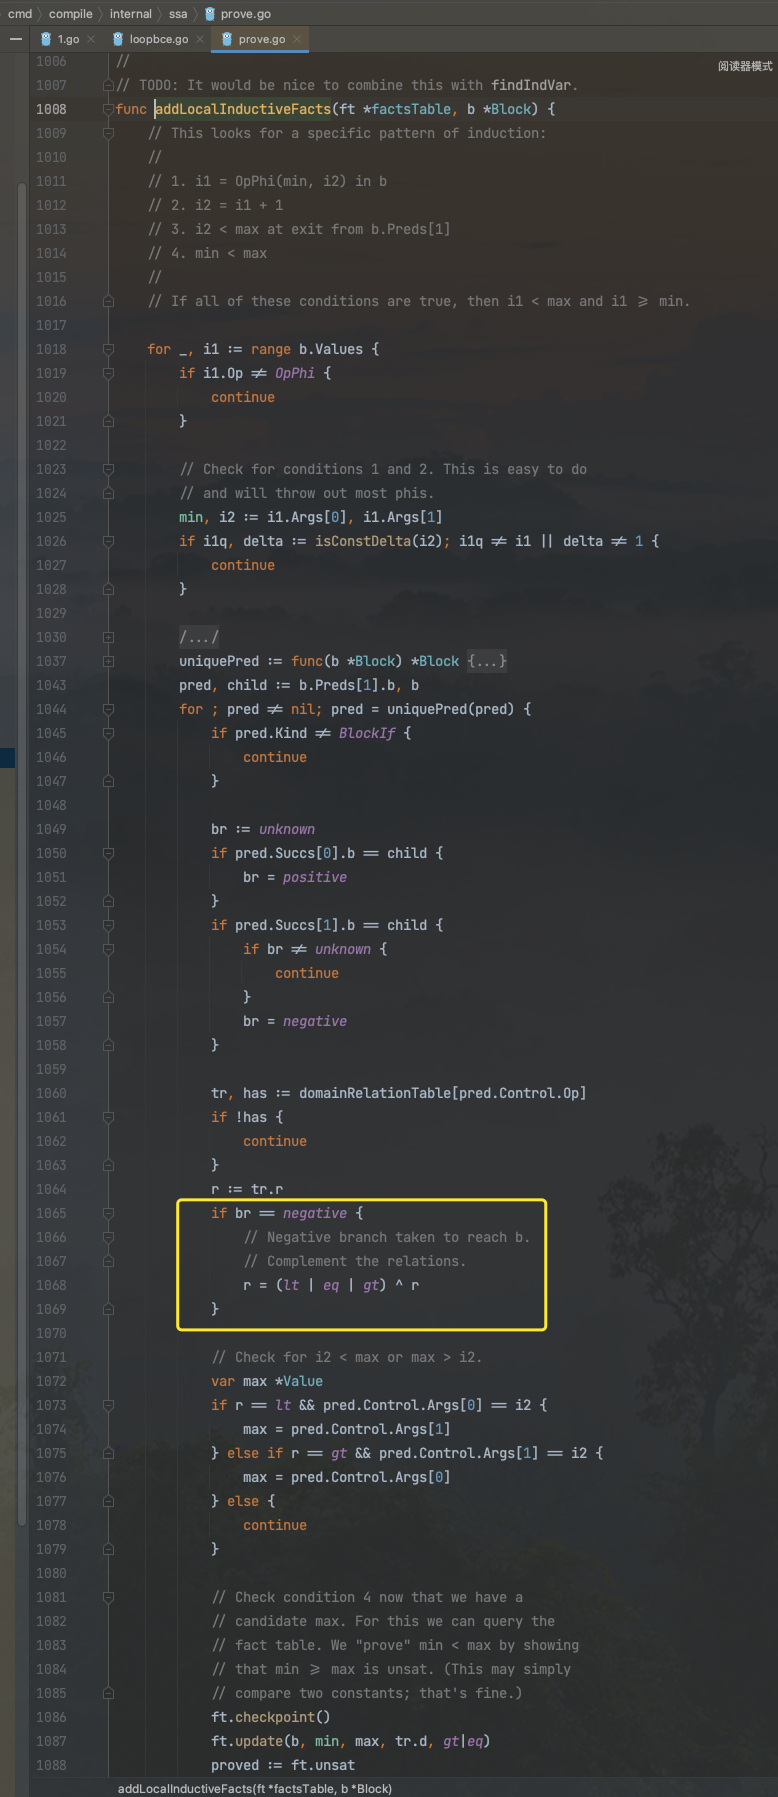 cmd compile internal ssa prove.go
1.go loopbce.go prove.go
1006 //
阅读器模式
1007 // TODO: It would be nice to combine this with findIndVar.
1008 func addLocalInductiveFacts(ft *factsTable, b *Block) {
1009 // This looks for a specific pattern of induction:
1010 //
1011 // 1. i1 = OpPhi(min, i2) in b
1012 // 2. i2 = i1 + 1
1013 // 3. i2 < max at exit from b.Preds[1]
1014 // 4. min < max
1015 //
1016 // If all of these conditions are true, then i1 < max and i1 >= min.
1017
1018 for _, i1 := range b.Values {
1019 if i1.Op != OpPhi {
1020 continue
1021 }
1022
1023 // Check for conditions 1 and 2. This is easy to do
1024 // and will throw out most phis.
1025 min, i2 := i1.Args[0], i1.Args[1]
1026 if i1q, delta := isConstDelta(i2); i1q != i1 || delta != 1 {
1027 continue
1028 }
1029
1030 /.../
1037 uniquePred := func(b *Block) *Block {...}
1043 pred, child := b.Preds[1].b, b
1044 for ; pred != nil; pred = uniquePred(pred) {
1045 if pred.Kind != BlockIf {
1046 continue
1047 }
1048
1049 br := unknown
1050 if pred.Succs[0].b == child {
1051 br = positive
1052 }
1053 if pred.Succs[1].b == child {
1054 if br != unknown {
1055 continue
1056 }
1057 br = negative
1058 }
1059
1060 tr, has := domainRelationTable[pred.Control.Op]
1061 if !has {
1062 continue
1063 }
1064 r := tr.r
1065 if br == negative {
1066 // Negative branch taken to reach b.
1067 // Complement the relations.
1068 r = (lt | eq | gt) ^ r
1069 }
1070
1071 // Check for i2 < max or max > i2.
1072 var max *Value
1073 if r == lt && pred.Control.Args[0] == i2 {
1074 max = pred.Control.Args[1]
1075 } else if r == gt && pred.Control.Args[1] == i2 {
1076 max = pred.Control.Args[0]
1077 } else {
1078 continue
1079 }
1080
1081 // Check condition 4 now that we have a
1082 // candidate max. For this we can query the
1083 // fact table. We "prove" min < max by showing
1084 // that min >= max is unsat. (This may simply
1085 // compare two constants; that's fine.)
1086 ft.checkpoint()
1087 ft.update(b, min, max, tr.d, gt|eq)
1088 proved := ft.unsat
addLocalInductiveFacts(ft *factsTable, b *Block)